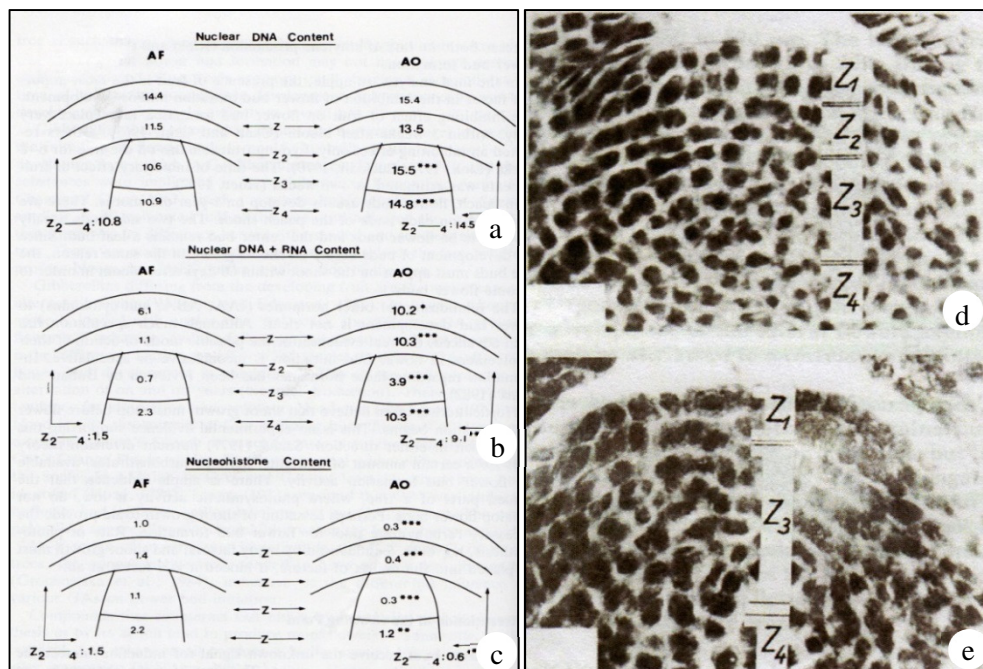 Nuclear DNA Content
AF AO
14.4 15.4
11.5 13.5
Z2
10.6 15.5***
Z3
10.9 14.8***
Z4
Z2—4:10.8 Z2—4:14.5
a
Nuclear DNA + RNA Content
AF AO
6.1 10.2*
1.1 10.3***
Z2
0.7 3.9***
Z3
2.3 10.3***
Z4
Z2—4:1.5 Z2—4:9.1
b
Nucleohistone Content
AF AO
1.0 0.3***
1.4 0.4***
Z
1.1 0.3***
Z
2.2 1.2**
Z
Z2—4:1.5 Z2—4:0.6**
c
Z1
Z2
Z3
Z4
d
Z1
Z3
Z4
e